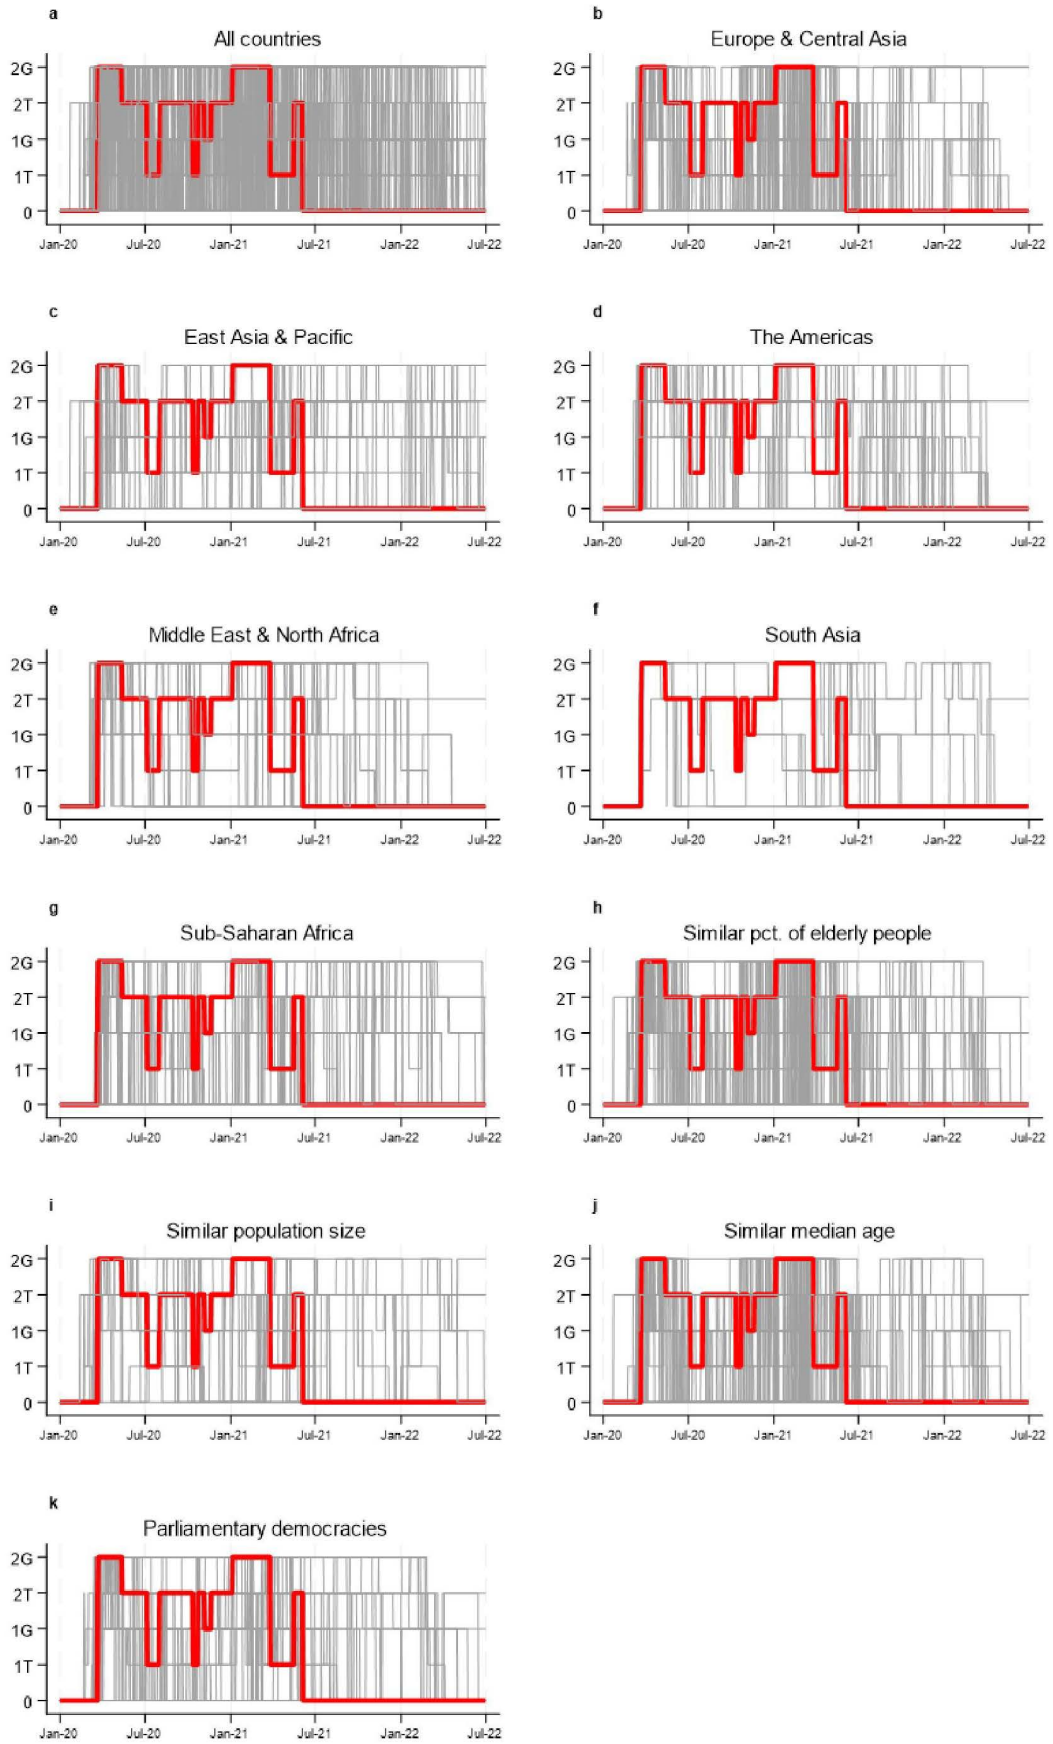 a
All countries
2G
2T
1G
1T
0
Jan-20 Jul-20 Jan-21 Jul-21 Jan-22 Jul-22
b
Europe & Central Asia
2G
2T
1G
1T
0
Jan-20 Jul-20 Jan-21 Jul-21 Jan-22 Jul-22
c
East Asia & Pacific
2G
2T
1G
1T
0
Jan-20 Jul-20 Jan-21 Jul-21 Jan-22 Jul-22
d
The Americas
2G
2T
1G
1T
0
Jan-20 Jul-20 Jan-21 Jul-21 Jan-22 Jul-22
e
Middle East & North Africa
2G
2T
1G
1T
0
Jan-20 Jul-20 Jan-21 Jul-21 Jan-22 Jul-22
f
South Asia
2G
2T
1G
1T
0
Jan-20 Jul-20 Jan-21 Jul-21 Jan-22 Jul-22
g
Sub-Saharan Africa
2G
2T
1G
1T
0
Jan-20 Jul-20 Jan-21 Jul-21 Jan-22 Jul-22
h
Similar pct. of elderly people
2G
2T
1G
1T
0
Jan-20 Jul-20 Jan-21 Jul-21 Jan-22 Jul-22
i
Similar population size
2G
2T
1G
1T
0
Jan-20 Jul-20 Jan-21 Jul-21 Jan-22 Jul-22
j
Similar median age
2G
2T
1G
1T
0
Jan-20 Jul-20 Jan-21 Jul-21 Jan-22 Jul-22
k
Parliamentary democracies
2G
2T
1G
1T
0
Jan-20 Jul-20 Jan-21 Jul-21 Jan-22 Jul-22